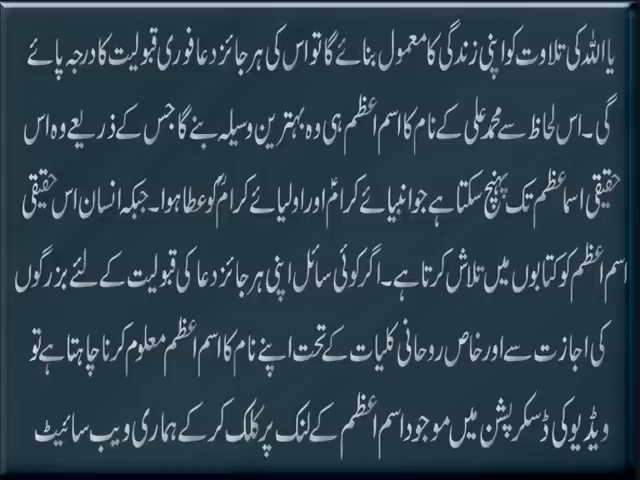 یا اللہ کی تلاوت کو اپنی زندگی کا معمول بنائے گا تو اس کی ہر جائز دعا فوری قبولیت کا درجہ پائے
گی۔ اس لحاظ سے محمد علی کے نام کا اسم اعظم ہی وہ بہترین وسیلہ بنے گا جس کے ذریعے وہ اس
حقیقی اسما عظم تک پہنچ سکتا ہے جو انبیائے کرامؑ اور اولیائے کرامؒ کو عطا ہوا۔ جبکہ انسان اس حقیقی
اسم اعظم کو کتابوں میں تلاش کرتا ہے۔ اگر کوئی سائل اپنی ہر جائز دعا کی قبولیت کے لئے بزرگوں
کی اجازت سے اور خاص روحانی کلیات کے تحت اپنے نام کا اسم اعظم معلوم کرنا چاہتا ہے تو
ویڈیو کی ڈسکرپشن میں موجود اسم اعظم کے لنک پر کلک کر کے ہماری ویب سائیٹ